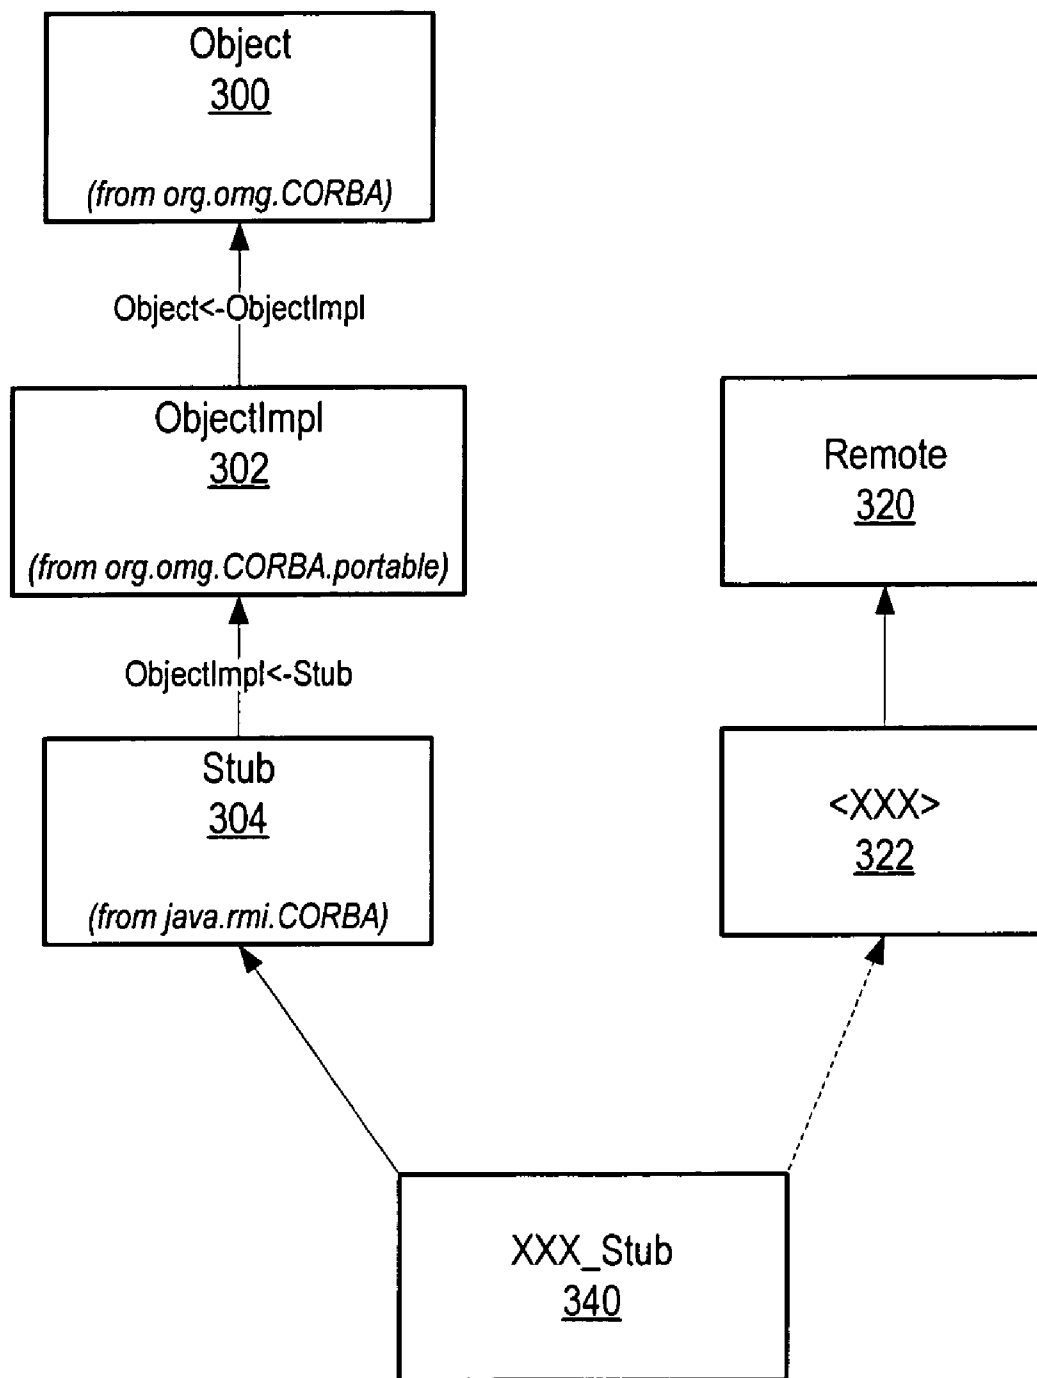 Object
300
(from org.omg.CORBA)
Object<-ObjectImpl
ObjectImpl
302
(from org.omg.CORBA.portable)
Remote
320
ObjectImpl<-Stub
Stub
304
(from java.rmi.CORBA)
<XXX>
322
XXX_Stub
340